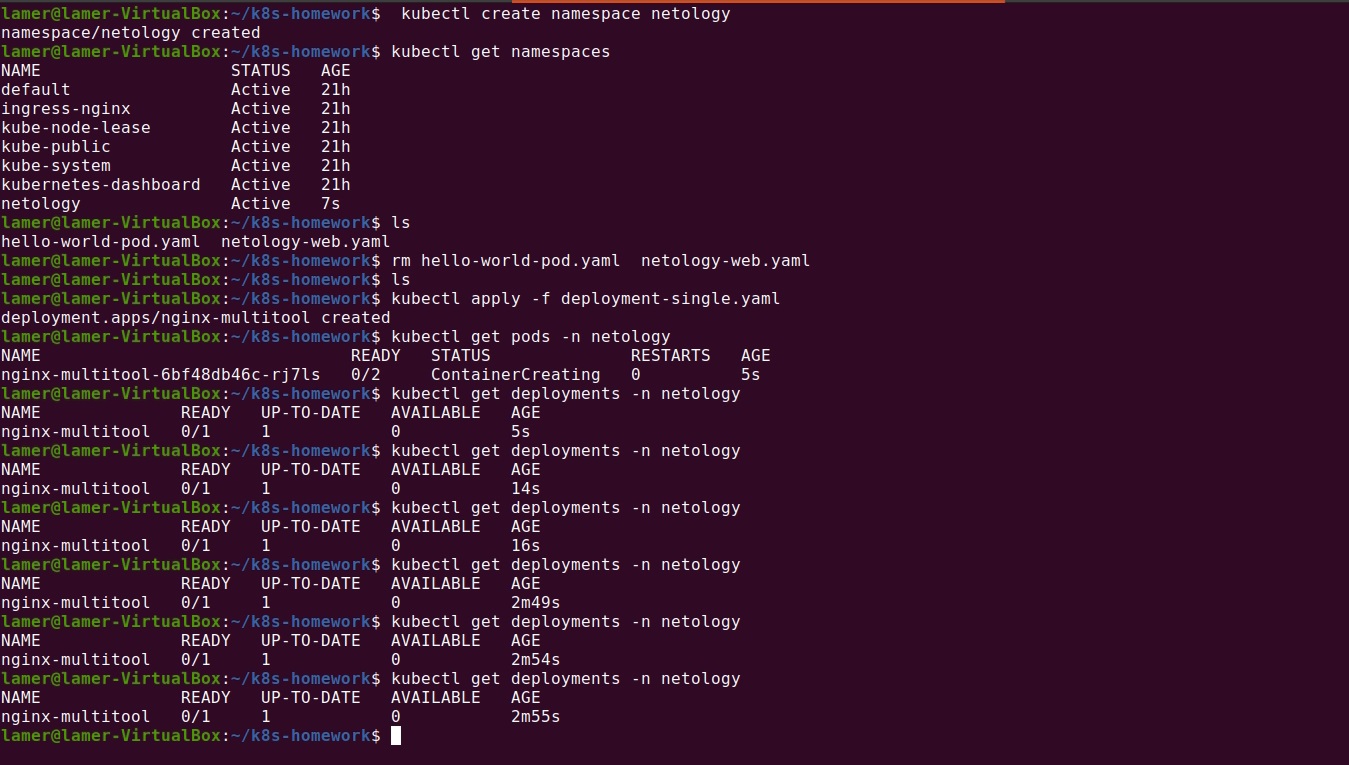 lamer@lamer-VirtualBox:~/k8s-homework$  kubectl create namespace netology
namespace/netology created
lamer@lamer-VirtualBox:~/k8s-homework$ kubectl get namespaces
NAME                   STATUS   AGE
default                Active   21h
ingress-nginx          Active   21h
kube-node-lease        Active   21h
kube-public            Active   21h
kube-system            Active   21h
kubernetes-dashboard   Active   21h
netology               Active   7s
lamer@lamer-VirtualBox:~/k8s-homework$ ls
hello-world-pod.yaml  netology-web.yaml
lamer@lamer-VirtualBox:~/k8s-homework$ rm hello-world-pod.yaml  netology-web.yaml
lamer@lamer-VirtualBox:~/k8s-homework$ ls
lamer@lamer-VirtualBox:~/k8s-homework$ kubectl apply -f deployment-single.yaml
deployment.apps/nginx-multitool created
lamer@lamer-VirtualBox:~/k8s-homework$ kubectl get pods -n netology
NAME                               READY   STATUS              RESTARTS   AGE
nginx-multitool-6bf48db46c-rj7ls   0/2     ContainerCreating   0          5s
lamer@lamer-VirtualBox:~/k8s-homework$ kubectl get deployments -n netology
NAME              READY   UP-TO-DATE   AVAILABLE   AGE
nginx-multitool   0/1     1            0           5s
lamer@lamer-VirtualBox:~/k8s-homework$ kubectl get deployments -n netology
NAME              READY   UP-TO-DATE   AVAILABLE   AGE
nginx-multitool   0/1     1            0           14s
lamer@lamer-VirtualBox:~/k8s-homework$ kubectl get deployments -n netology
NAME              READY   UP-TO-DATE   AVAILABLE   AGE
nginx-multitool   0/1     1            0           16s
lamer@lamer-VirtualBox:~/k8s-homework$ kubectl get deployments -n netology
NAME              READY   UP-TO-DATE   AVAILABLE   AGE
nginx-multitool   0/1     1            0           2m49s
lamer@lamer-VirtualBox:~/k8s-homework$ kubectl get deployments -n netology
NAME              READY   UP-TO-DATE   AVAILABLE   AGE
nginx-multitool   0/1     1            0           2m54s
lamer@lamer-VirtualBox:~/k8s-homework$ kubectl get deployments -n netology
NAME              READY   UP-TO-DATE   AVAILABLE   AGE
nginx-multitool   0/1     1            0           2m55s
lamer@lamer-VirtualBox:~/k8s-homework$